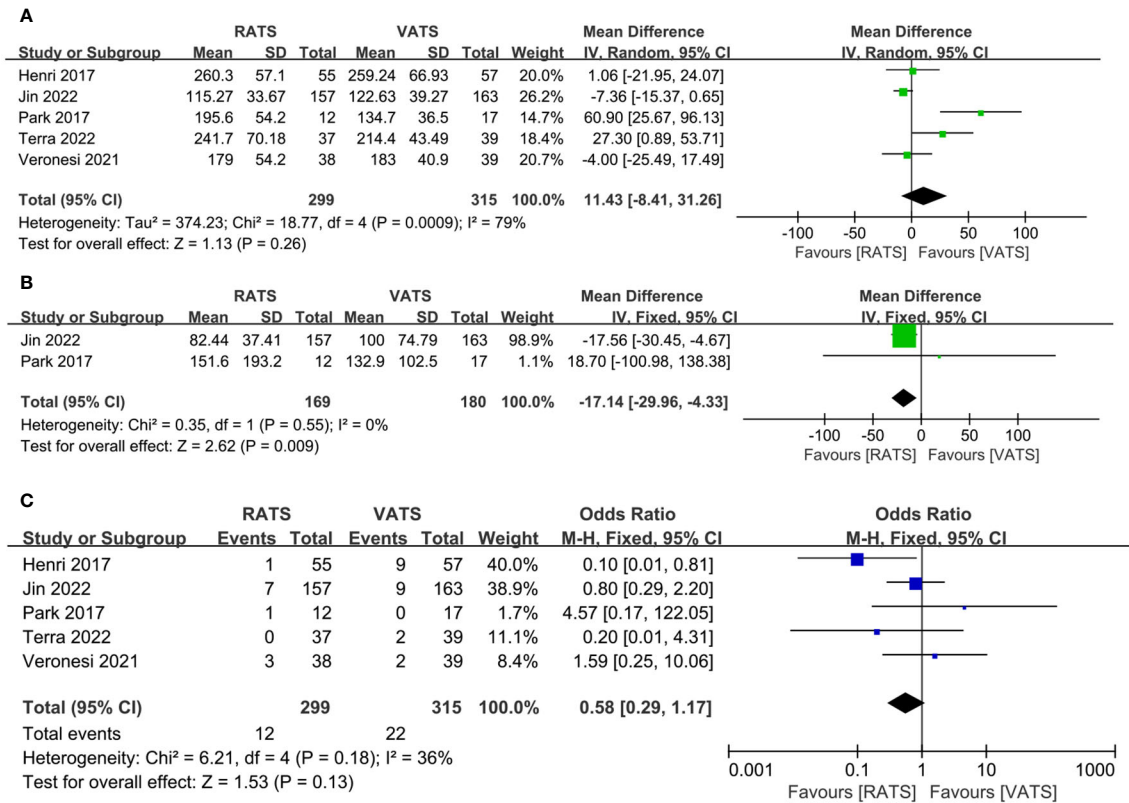 A
RATS VATS Mean Difference Mean Difference
Study or Subgroup Mean SD Total Mean SD Total Weight IV, Random, 95% CI IV, Random, 95% CI
Henri 2017 260.3 57.1 55 259.24 66.93 57 20.0% 1.06 [-21.95, 24.07]
Jin 2022 115.27 33.67 157 122.63 39.27 163 26.2% -7.36 [-15.37, 0.65]
Park 2017 195.6 54.2 12 134.7 36.5 17 14.7% 60.90 [25.67, 96.13]
Terra 2022 241.7 70.18 37 214.4 43.49 39 18.4% 27.30 [0.89, 53.71]
Veronesi 2021 179 54.2 38 183 40.9 39 20.7% -4.00 [-25.49, 17.49]
Total (95% CI) 299 315 100.0% 11.43 [-8.41, 31.26]
Heterogeneity: Tau² = 374.23; Chi² = 18.77, df = 4 (P = 0.0009); I² = 79%
Test for overall effect: Z = 1.13 (P = 0.26)
-100 -50 0 50 100
Favours [RATS] Favours [VATS]
B
RATS VATS Mean Difference Mean Difference
Study or Subgroup Mean SD Total Mean SD Total Weight IV, Fixed, 95% CI IV, Fixed, 95% CI
Jin 2022 82.44 37.41 157 100 74.79 163 98.9% -17.56 [-30.45, -4.67]
Park 2017 151.6 193.2 12 132.9 102.5 17 1.1% 18.70 [-100.98, 138.38]
Total (95% CI) 169 180 100.0% -17.14 [-29.96, -4.33]
Heterogeneity: Chi² = 0.35, df = 1 (P = 0.55); I² = 0%
Test for overall effect: Z = 2.62 (P = 0.009)
-100 -50 0 50 100
Favours [RATS] Favours [VATS]
C
RATS VATS Odds Ratio Odds Ratio
Study or Subgroup Events Total Events Total Weight M-H, Fixed, 95% CI M-H, Fixed, 95% CI
Henri 2017 1 55 9 57 40.0% 0.10 [0.01, 0.81]
Jin 2022 7 157 9 163 38.9% 0.80 [0.29, 2.20]
Park 2017 1 12 0 17 1.7% 4.57 [0.17, 122.05]
Terra 2022 0 37 2 39 11.1% 0.20 [0.01, 4.31]
Veronesi 2021 3 38 2 39 8.4% 1.59 [0.25, 10.06]
Total (95% CI) 299 315 100.0% 0.58 [0.29, 1.17]
Total events 12 22
Heterogeneity: Chi² = 6.21, df = 4 (P = 0.18); I² = 36%
Test for overall effect: Z = 1.53 (P = 0.13)
0.001 0.1 1 10 1000
Favours [RATS] Favours [VATS]